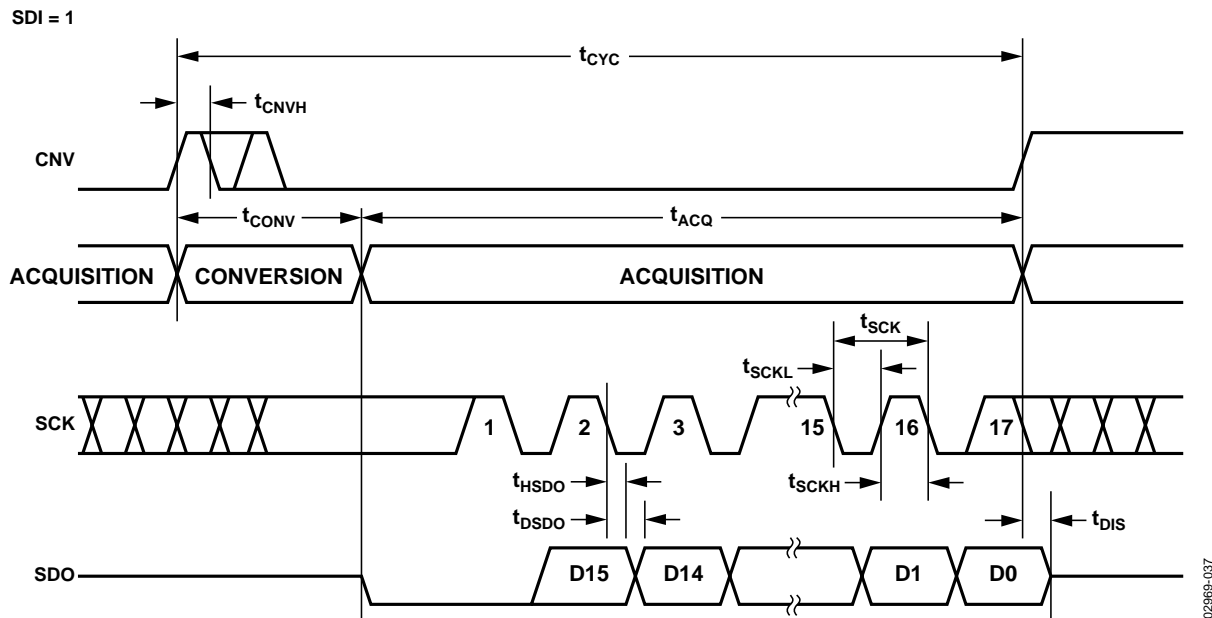 SDI = 1
tCYC
tCNVH
CNV
tCONV
tACQ
ACQUISITION CONVERSION ACQUISITION
tSCK
tSCKL
SCK 1 2 3 15 16 17
tHSDO
tSCKH
tDSDO
tDIS
SDO D15 D14 D1 D0
02969-037